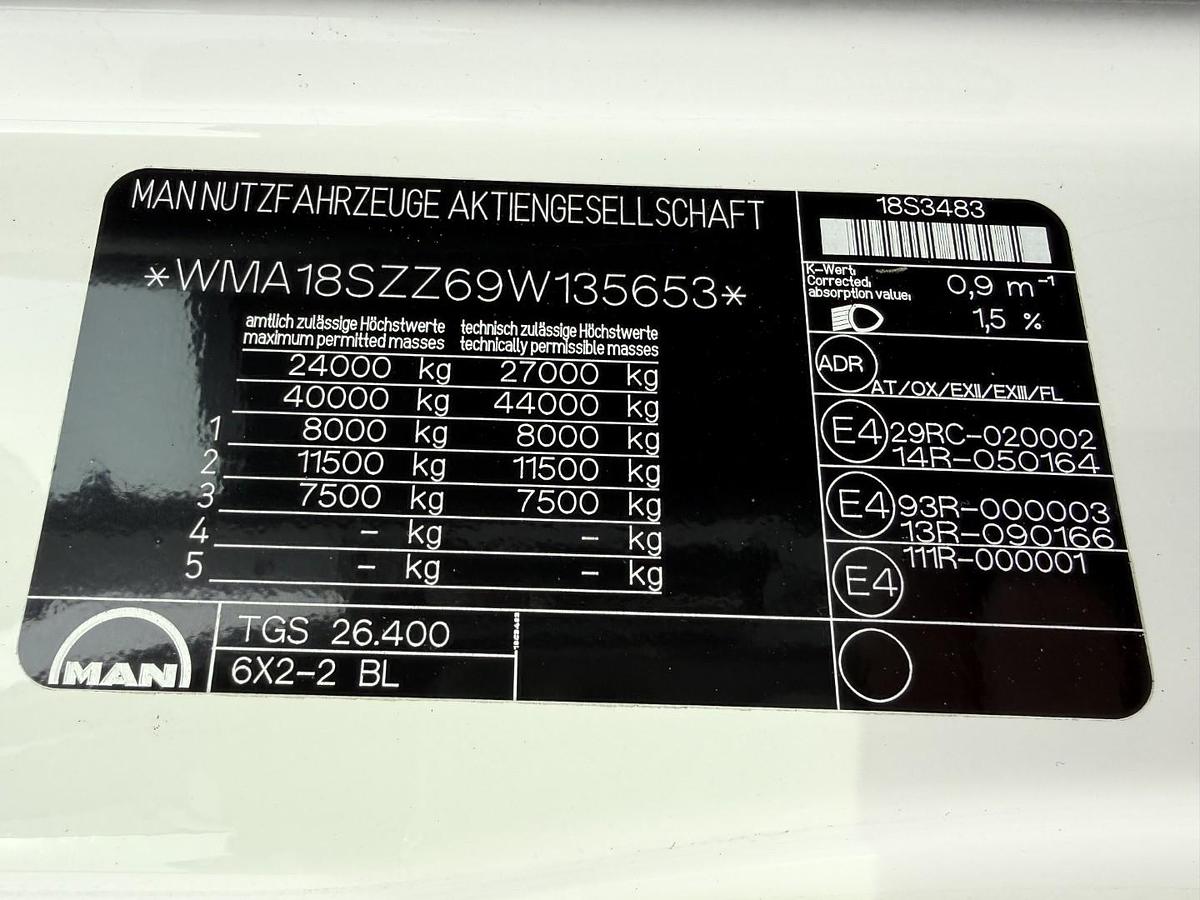 MAN NUTZFAHRZEUGE AKTIENGESELLSCHAFT
*WMA18SZZ69W135653*
amtlich zulässige Höchstwerte technisch zulässige Höchstwerte
maximum permitted masses technically permissible masses
24000 kg 27000 kg
40000 kg 44000 kg
1 8000 kg 8000 kg
2 11500 kg 11500 kg
3 7500 kg 7500 kg
4 – kg – kg
5 – kg – kg
MAN
TGS 26.400
6X2-2 BL
18S3483
K-Wert:
Corrected:
absorption value:
0,9 m-1
1,5 %
ADR
AT/OX/EXII/EXIII/FL
E4 29RC-020002
14R-050164
E4 93R-000003
13R-090166
E4 111R-000001